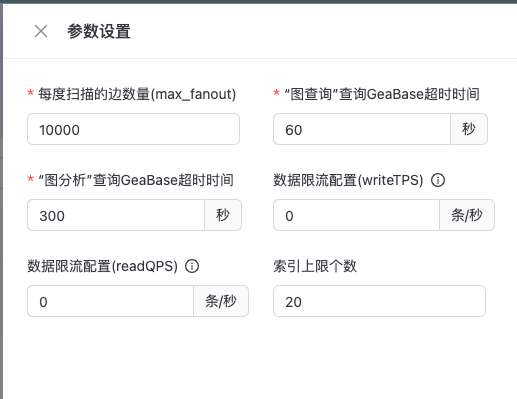 参数设置
* 每度扫描的边数量(max_fanout)
* “图查询”查询GeaBase超时时间
10000
60 秒
* “图分析”查询GeaBase超时时间
数据限流配置(writeTPS)
300 秒
0 条/秒
数据限流配置(readQPS)
索引上限个数
0 条/秒
20